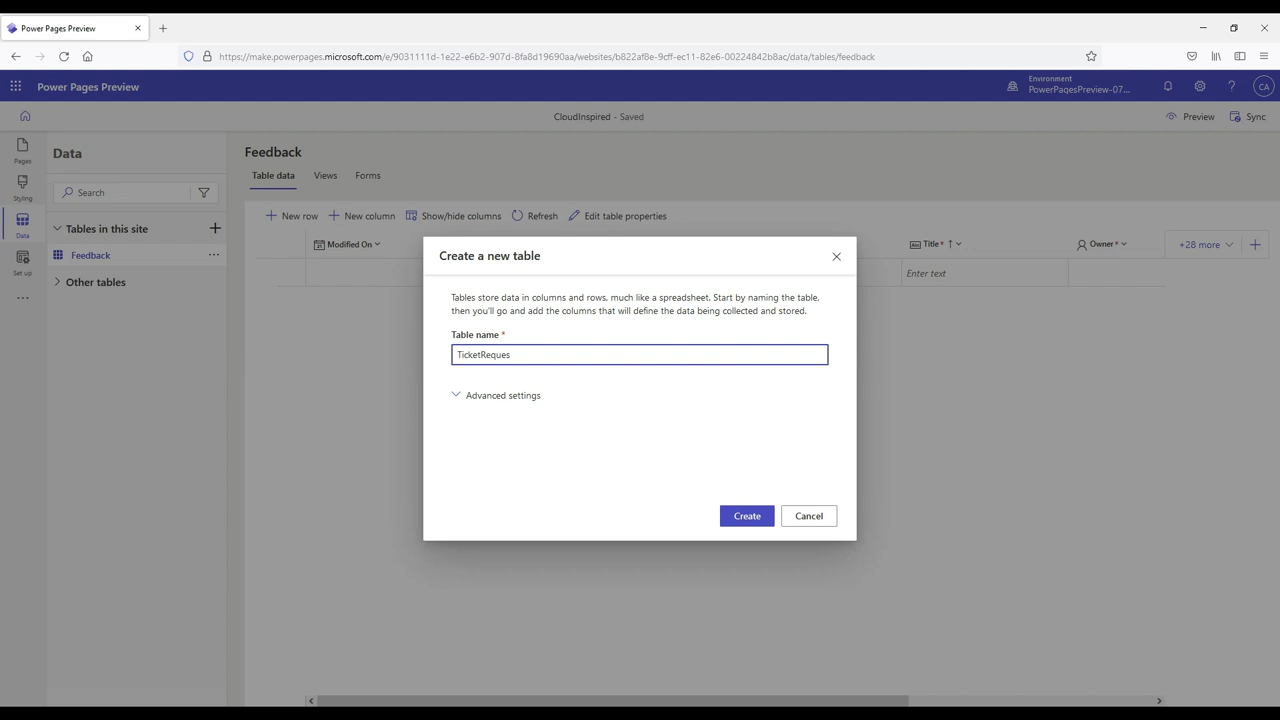 Power Pages Preview
https://make.powerpages.microsoft.com/e/9031111d-1e22-e6b2-907d-8fa8d19690aa/websites/b822af8e-9cff-ec11-82e6-00224842b8ac/data/tables/feedback
Power Pages Preview
Environment
PowerPagesPreview-07...
CA
CloudInspired - Saved
Preview
Sync
Pages
Styling
Data
Set up
Data
Search
Tables in this site
Feedback
Other tables
Feedback
Table data Views Forms
New row New column Show/hide columns Refresh Edit table properties
Modified On Title * Owner * +28 more
Enter text
Create a new table
Tables store data in columns and rows, much like a spreadsheet. Start by naming the table,
then you'll go and add the columns that will define the data being collected and stored.
Table name *
TicketReques
Advanced settings
Create Cancel